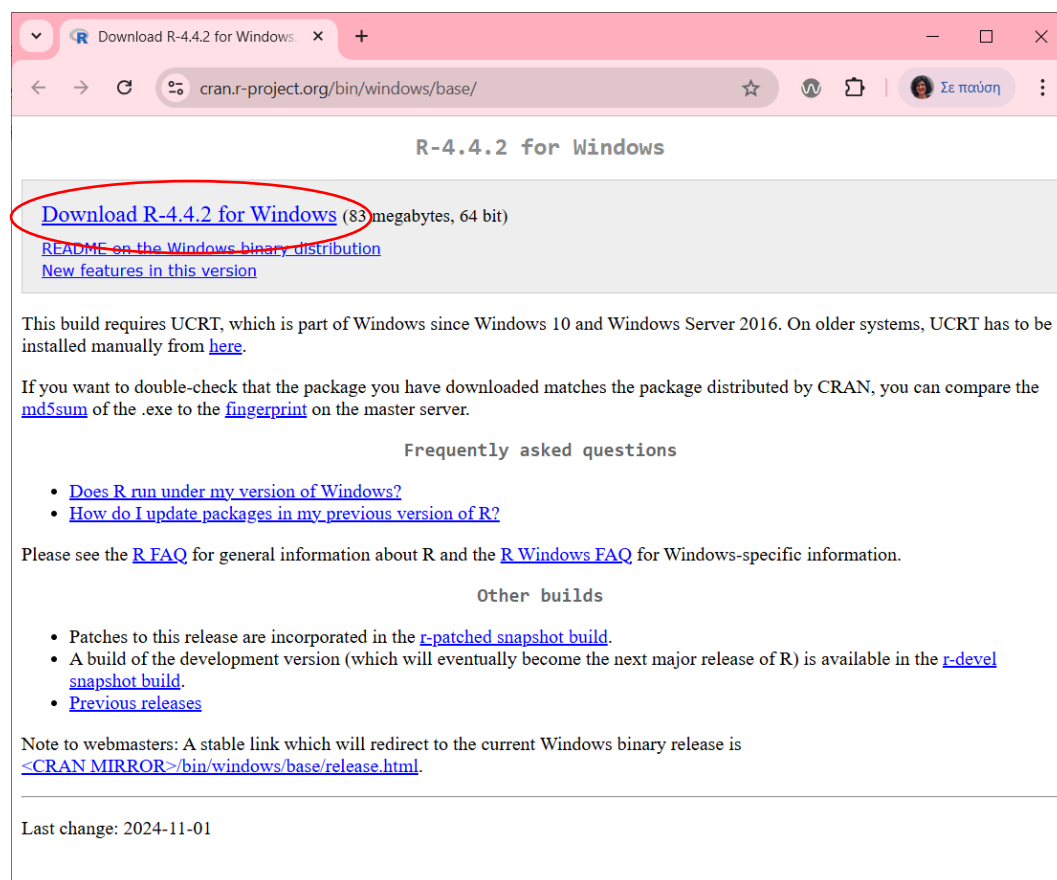 Download R-4.4.2 for Windows.
cran.r-project.org/bin/windows/base/
Σε παύση
R-4.4.2 for Windows
Download R-4.4.2 for Windows (83 megabytes, 64 bit)
README on the Windows binary distribution
New features in this version
This build requires UCRT, which is part of Windows since Windows 10 and Windows Server 2016. On older systems, UCRT has to be
installed manually from here.
If you want to double-check that the package you have downloaded matches the package distributed by CRAN, you can compare the
md5sum of the .exe to the fingerprint on the master server.
Frequently asked questions
• Does R run under my version of Windows?
• How do I update packages in my previous version of R?
Please see the R FAQ for general information about R and the R Windows FAQ for Windows-specific information.
Other builds
• Patches to this release are incorporated in the r-patched snapshot build.
• A build of the development version (which will eventually become the next major release of R) is available in the r-devel
snapshot build.
• Previous releases
Note to webmasters: A stable link which will redirect to the current Windows binary release is
<CRAN MIRROR>/bin/windows/base/release.html.
Last change: 2024-11-01